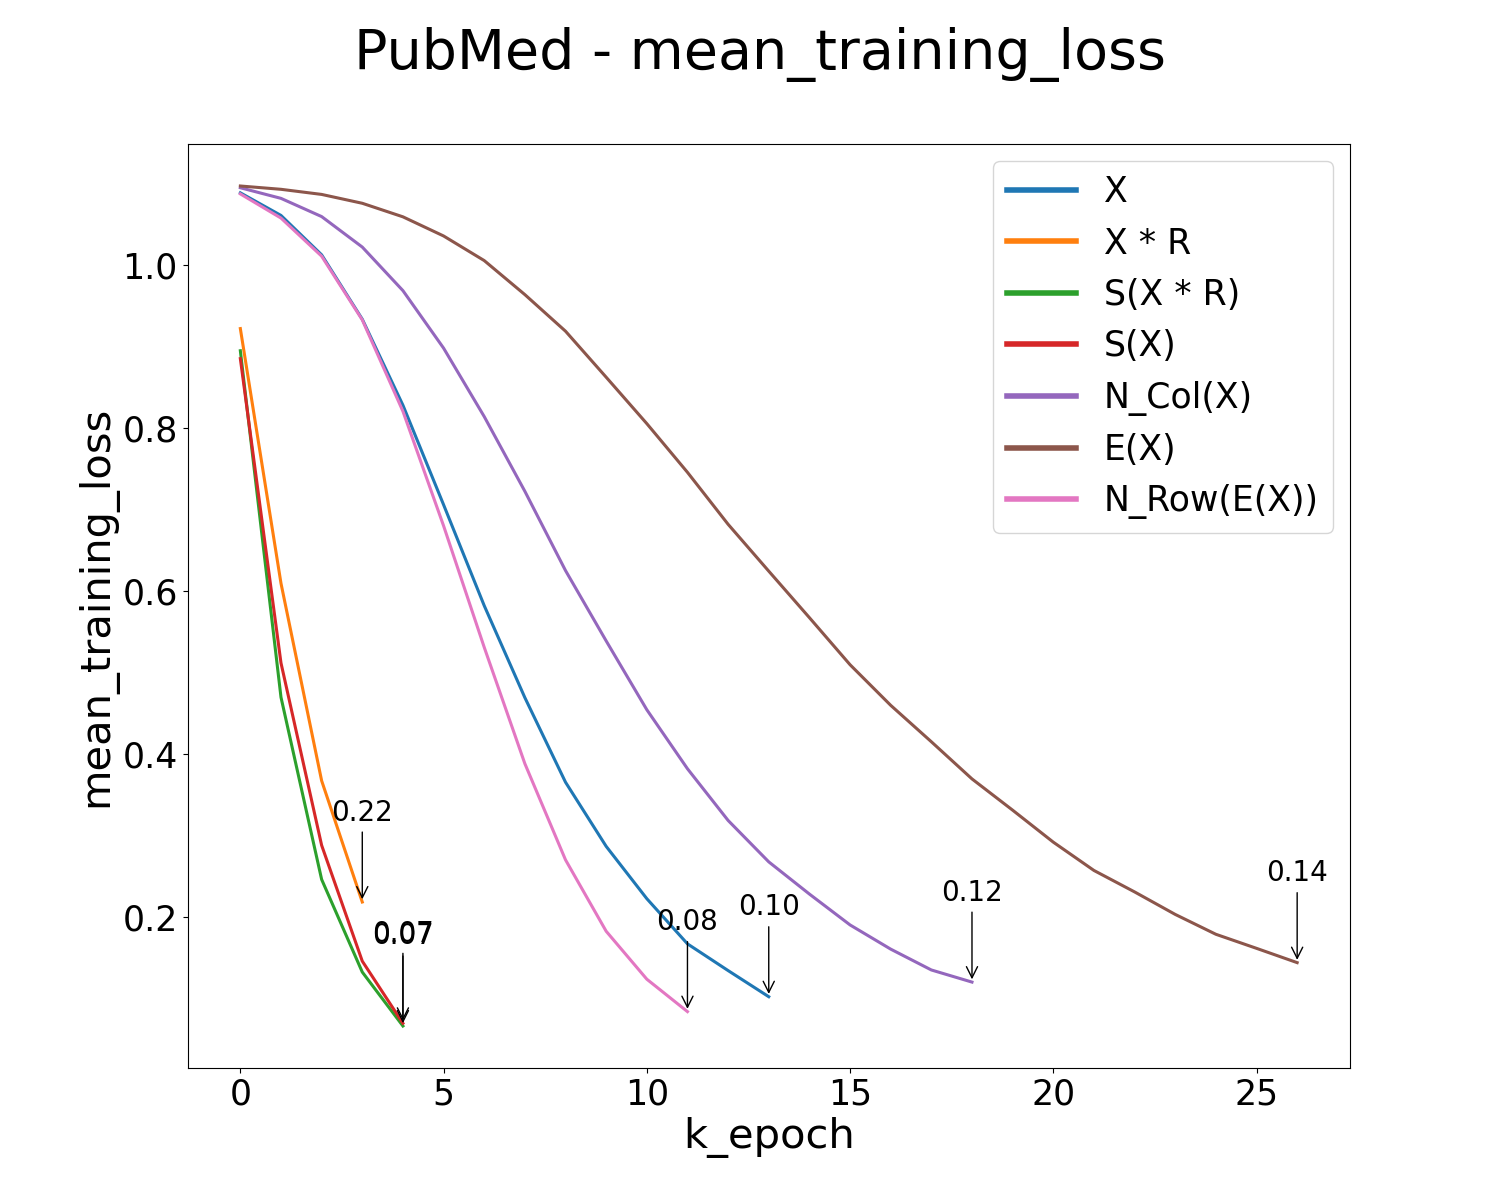 PubMed - mean_training_loss
mean_training_loss
1.0
0.8
0.6
0.4
0.2
X
X * R
S(X * R)
S(X)
N_Col(X)
E(X)
N_Row(E(X))
0.22
0.07
0.08
0.10
0.12
0.14
0 5 10 15 20 25
k_epoch